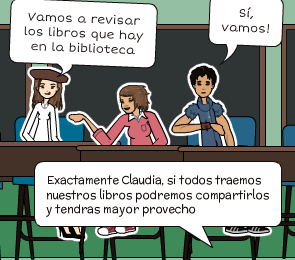 Vamos a revisar
los libros que hay
en la biblioteca
Sí,
vamos!
Exactamente Claudia, si todos traemos
nuestros libros podremos compartirlos
y tendras mayor provecho